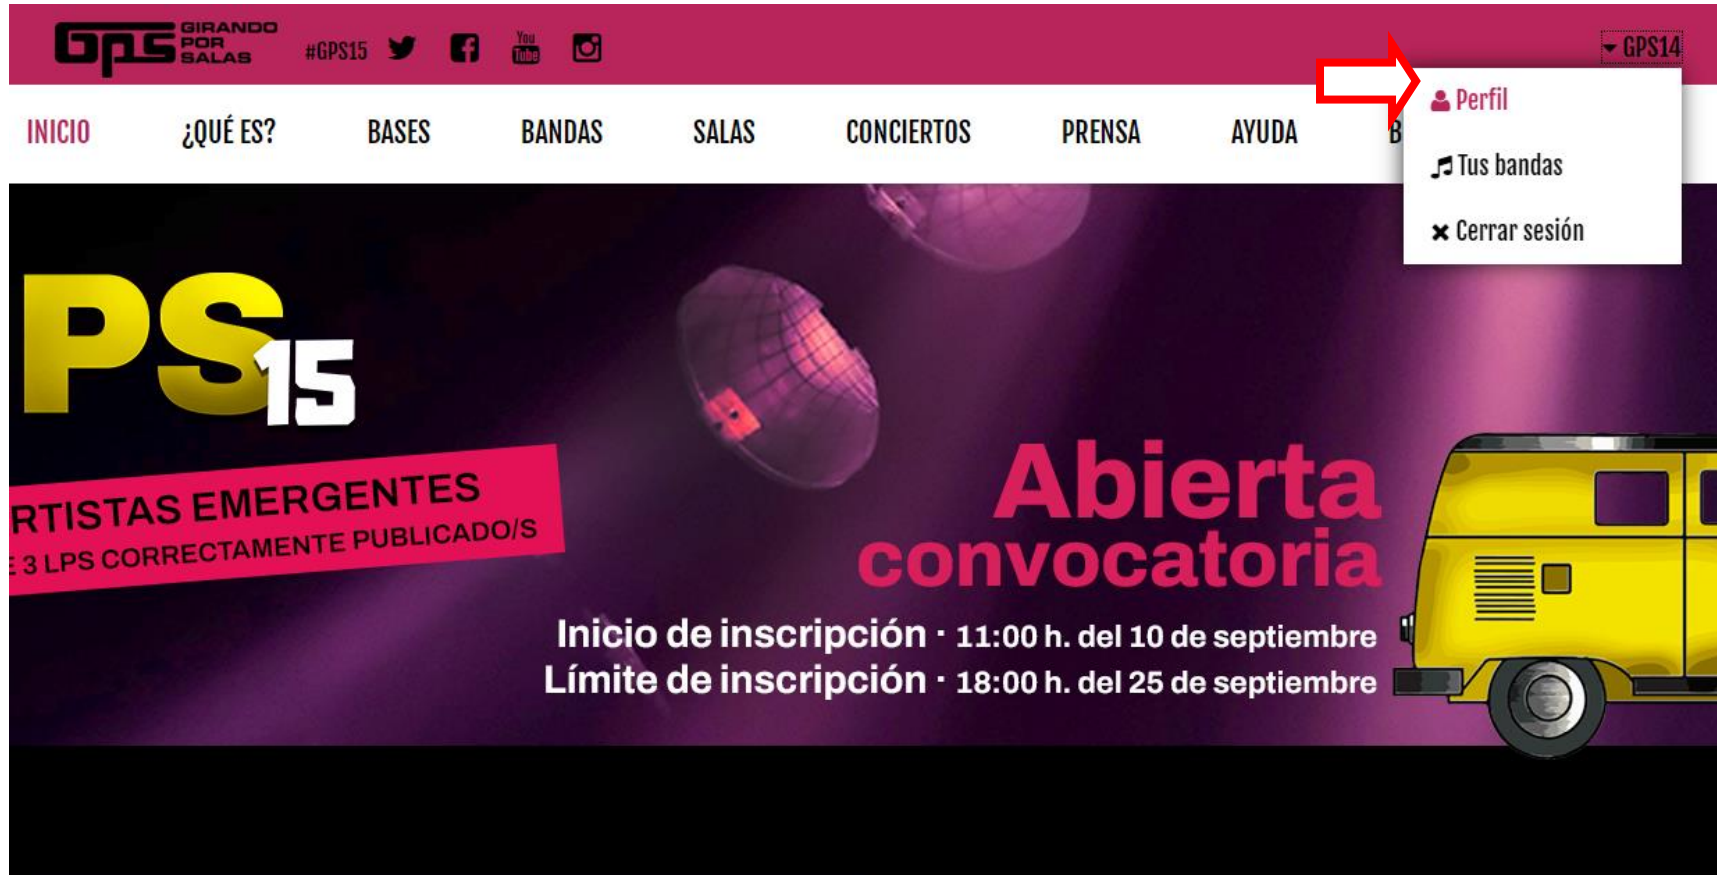 Gps GIRANDO
POR
SALAS
#GPS15
You
Tube
GPS14
Perfil
Tus bandas
Cerrar sesión
INICIO ¿QUÉ ES? BASES BANDAS SALAS CONCIERTOS PRENSA AYUDA B
PS15
RTISTAS EMERGENTES
3 LPS CORRECTAMENTE PUBLICADO/S
Abierta
convocatoria
Inicio de inscripción · 11:00 h. del 10 de septiembre
Límite de inscripción · 18:00 h. del 25 de septiembre